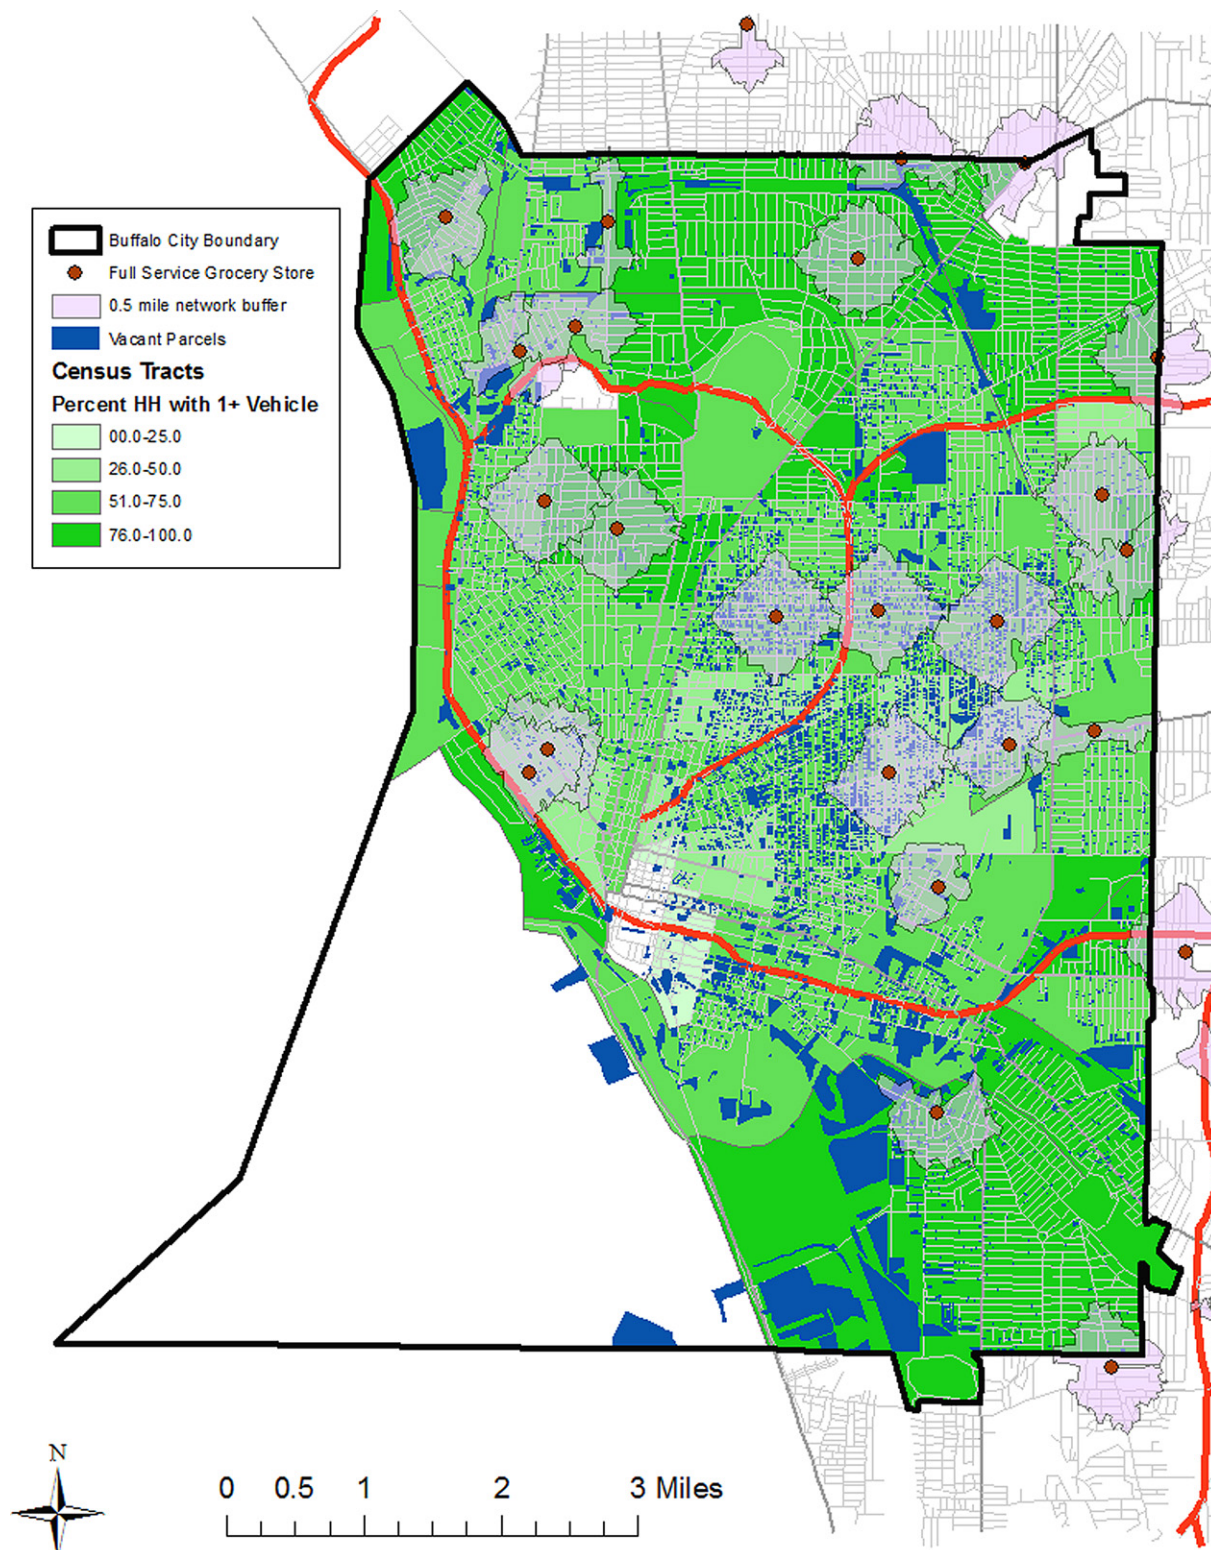 Buffalo City Boundary
Full Service Grocery Store
0.5 mile network buffer
Vacant Parcels
Census Tracts
Percent HH with 1+ Vehicle
00.0-25.0
26.0-50.0
51.0-75.0
76.0-100.0
N
0 0.5 1 2 3 Miles